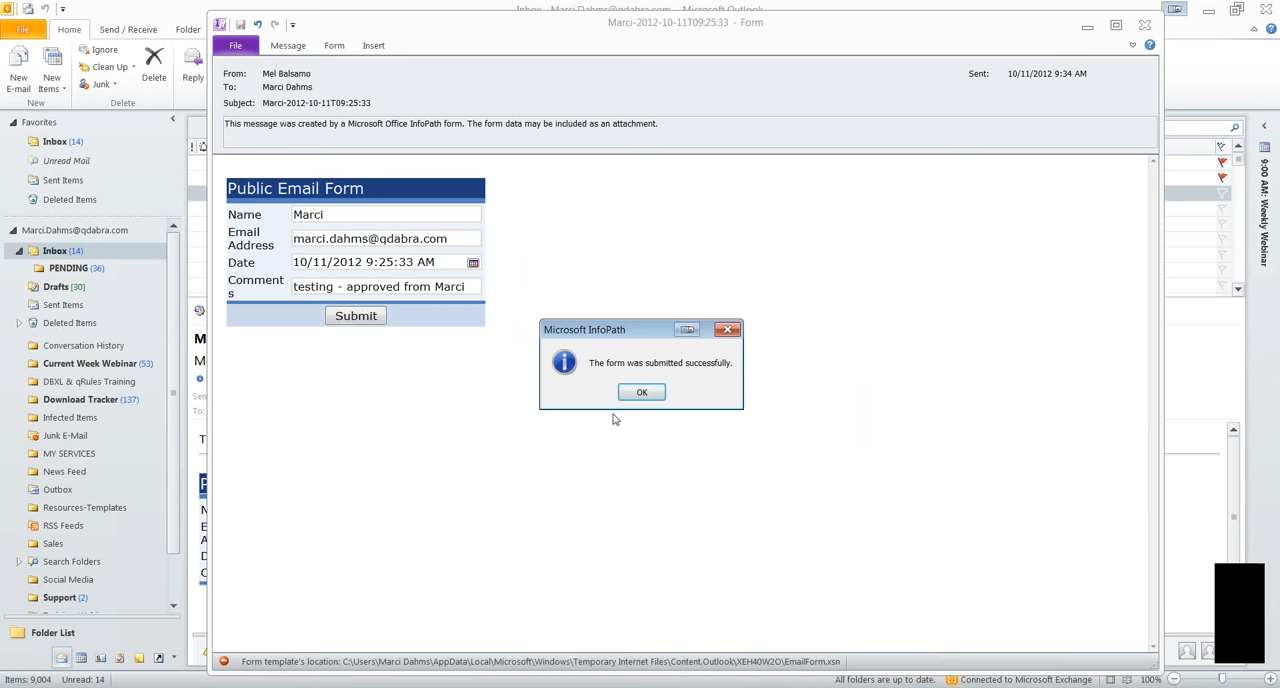 Inbox - Marci.Dahms@qdabra.com - Microsoft Outlook
Marci-2012-10-11T09:25:33 - Form
File Home Send / Receive Folder
File Message Form Insert
Ignore
Clean Up
Junk
New E-mail
New Items
Delete
Reply
New Delete
From: Mel Balsamo
Sent: 10/11/2012 9:34 AM
To: Marci Dahms
Subject: Marci-2012-10-11T09:25:33
This message was created by a Microsoft Office InfoPath form. The form data may be included as an attachment.
Favorites
Inbox (14)
Unread Mail
Sent Items
Deleted Items
Marci.Dahms@qdabra.com
Inbox (14)
PENDING (36)
Drafts [30]
Sent Items
Deleted Items
Conversation History
Current Week Webinar (53)
DBXL & qRules Training
Download Tracker (137)
Infected Items
Junk E-Mail
MY SERVICES
News Feed
Outbox
Resources-Templates
RSS Feeds
Sales
Search Folders
Social Media
Support (2)
Folder List
Public Email Form
Name Marci
Email
Address marci.dahms@qdabra.com
Date 10/11/2012 9:25:33 AM
Comment
s testing - approved from Marci
Submit
Microsoft InfoPath
The form was submitted successfully.
OK
9:00 AM: Weekly Webinar
Form template's location: C:\Users\Marci Dahms\AppData\Local\Microsoft\Windows\Temporary Internet Files\Content.Outlook\XEH40W2O\EmailForm.xsn
Items: 9,004 Unread: 14
All folders are up to date. Connected to Microsoft Exchange 100%